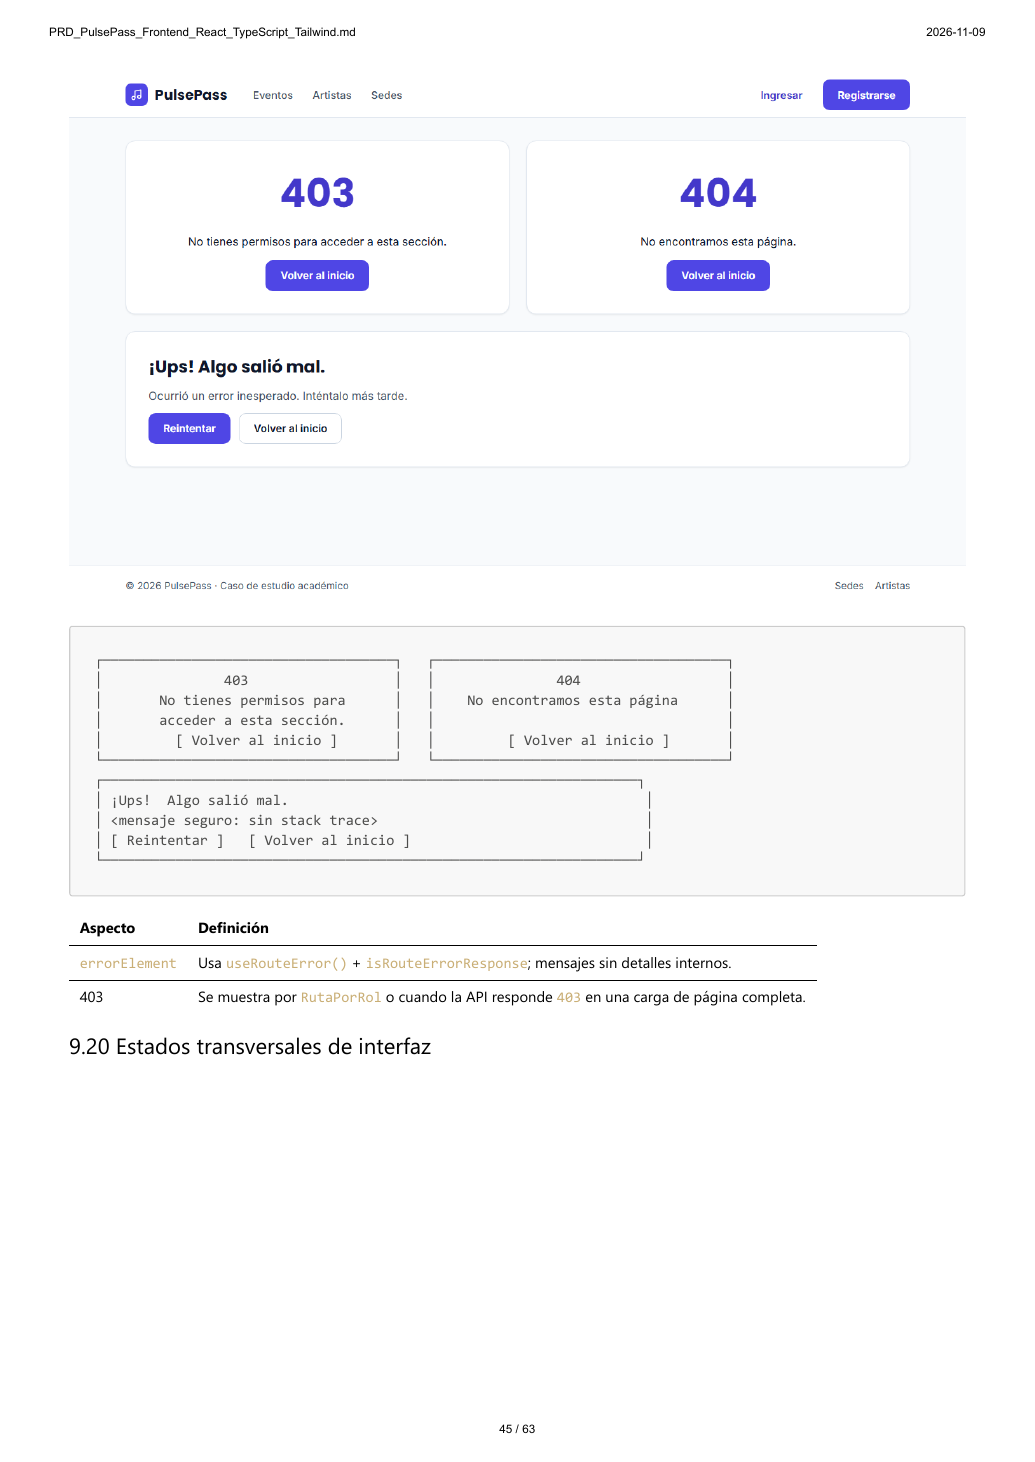 PRD_PulsePass_Frontend_React_TypeScript_Tailwind.md 2026-11-09
PulsePass Eventos Artistas Sedes Ingresar Registrarse
403 404
No tienes permisos para acceder a esta sección. No encontramos esta página.
Volver al inicio Volver al inicio
¡Ups! Algo salió mal.
Ocurrió un error inesperado. Inténtalo más tarde.
Reintentar Volver al inicio
© 2026 PulsePass · Caso de estudio académico Sedes Artistas
403 404
No tienes permisos para No encontramos esta página
acceder a esta sección.
[ Volver al inicio ] [ Volver al inicio ]
¡Ups! Algo salió mal.
<mensaje seguro: sin stack trace>
[ Reintentar ] [ Volver al inicio ]
Aspecto Definición
errorElement Usa useRouteError() + isRouteErrorResponse; mensajes sin detalles internos.
403 Se muestra por RutaPorRol o cuando la API responde 403 en una carga de página completa.
9.20 Estados transversales de interfaz
45 / 63